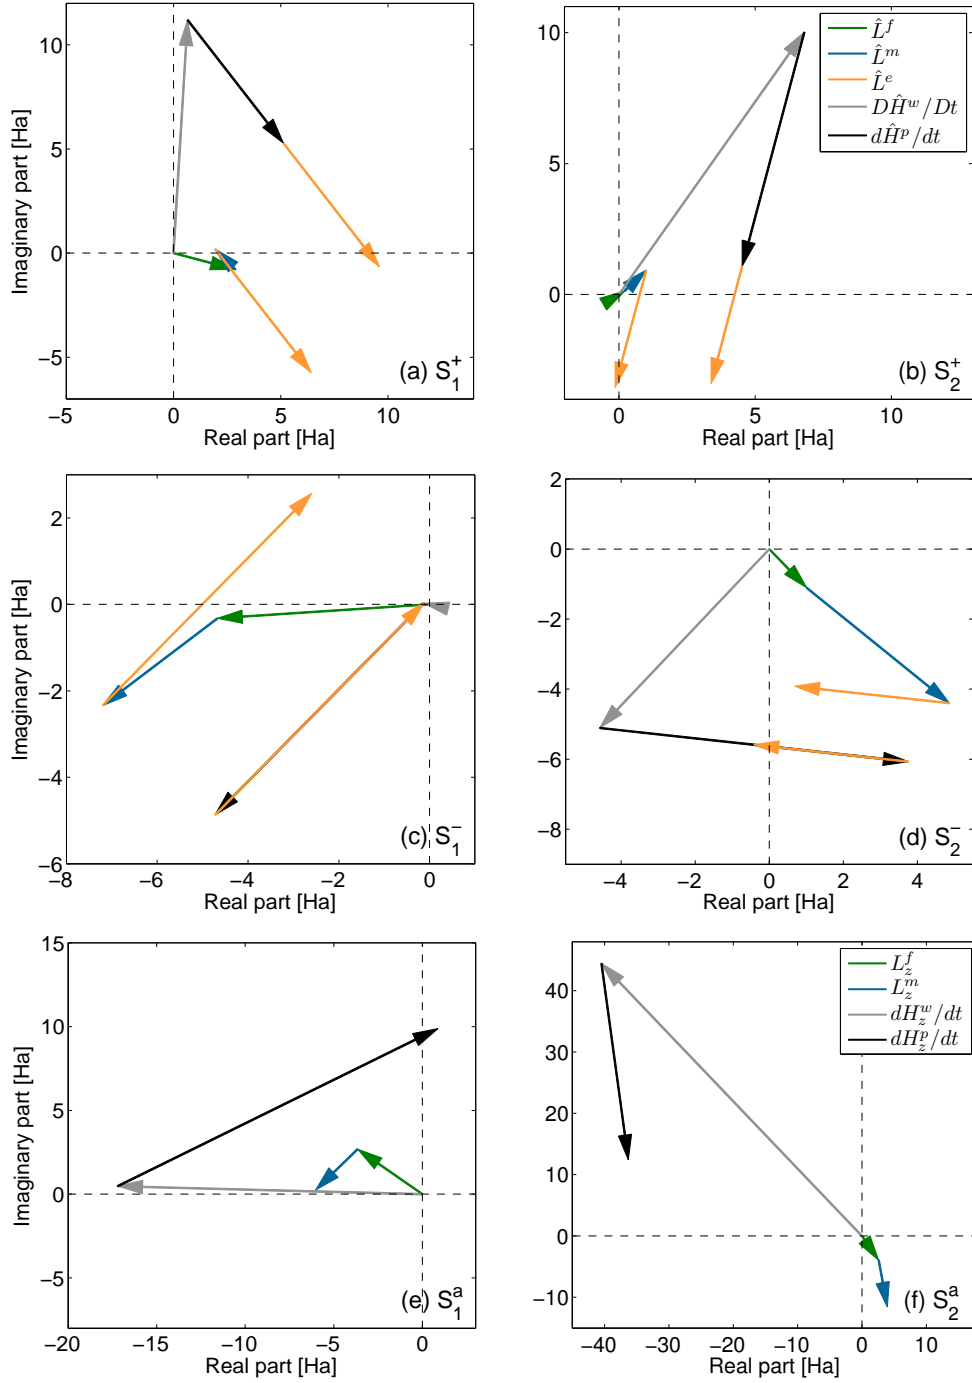 10
5
0
−5
−5
0
5
10
Imaginary part [Ha]
Real part [Ha]
(a) S₁⁺
10
5
0
0
5
10
Real part [Ha]
(b) S₂⁺
L̂ᶠ
L̂ᵐ
L̂ᵉ
DĤʷ/Dt
dĤᵖ/dt
2
0
−2
−4
−6
−8
−6
−4
−2
0
Imaginary part [Ha]
Real part [Ha]
(c) S₁⁻
2
0
−2
−4
−6
−8
−4
−2
0
2
4
Real part [Ha]
(d) S₂⁻
15
10
5
0
−5
−20
−15
−10
−5
0
Imaginary part [Ha]
Real part [Ha]
(e) S₁ᵃ
40
30
20
10
0
−10
−40
−30
−20
−10
0
10
Real part [Ha]
(f) S₂ᵃ
L_z^f
L_z^m
dH_z^w/dt
dH_z^p/dt